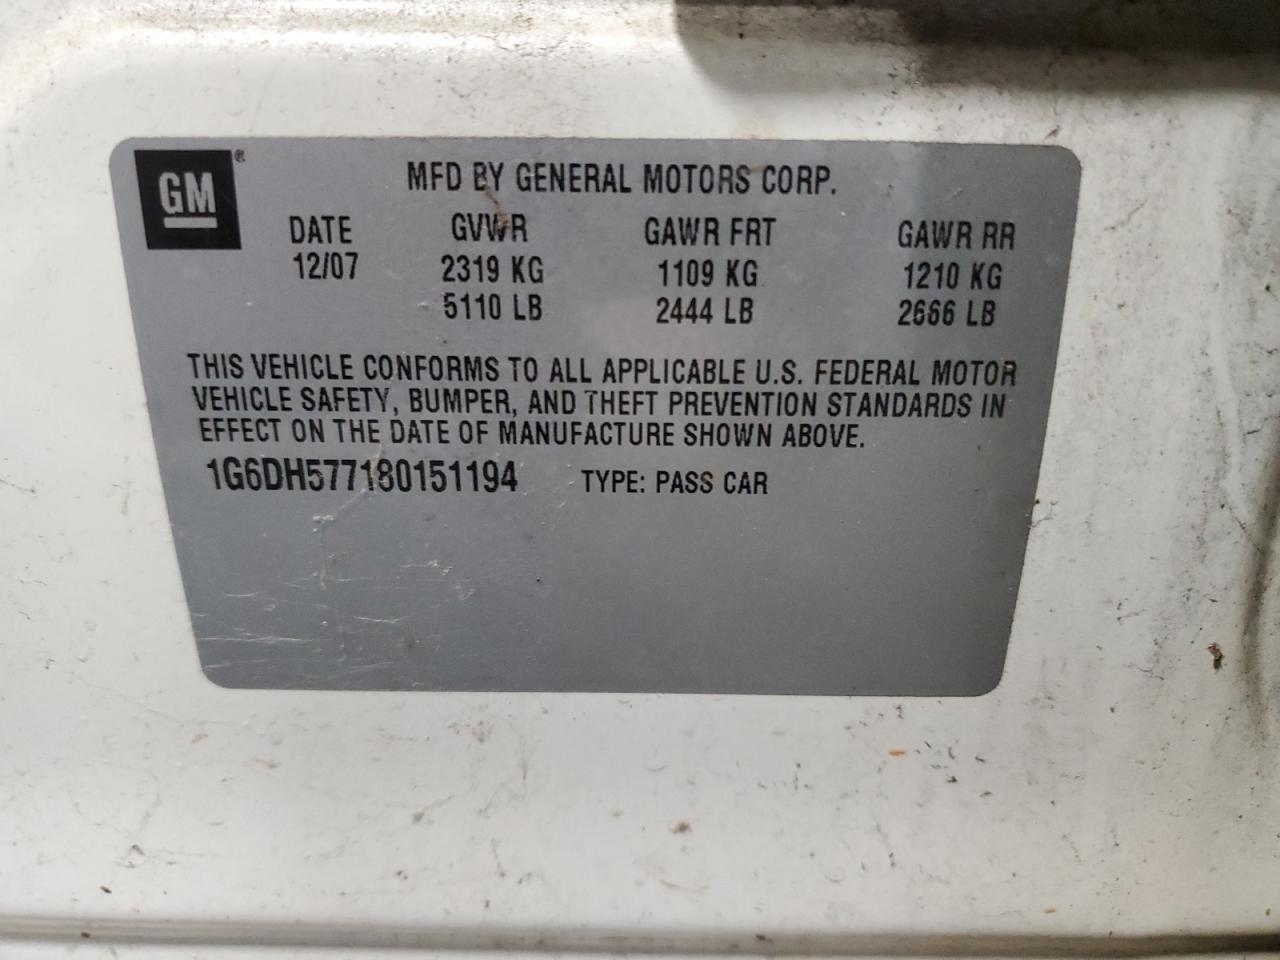 GM®
MFD BY GENERAL MOTORS CORP.
DATE GVWR GAWR FRT GAWR RR
12/07 2319 KG 1109 KG 1210 KG
5110 LB 2444 LB 2666 LB
THIS VEHICLE CONFORMS TO ALL APPLICABLE U.S. FEDERAL MOTOR
VEHICLE SAFETY, BUMPER, AND THEFT PREVENTION STANDARDS IN
EFFECT ON THE DATE OF MANUFACTURE SHOWN ABOVE.
1G6DH577180151194 TYPE: PASS CAR